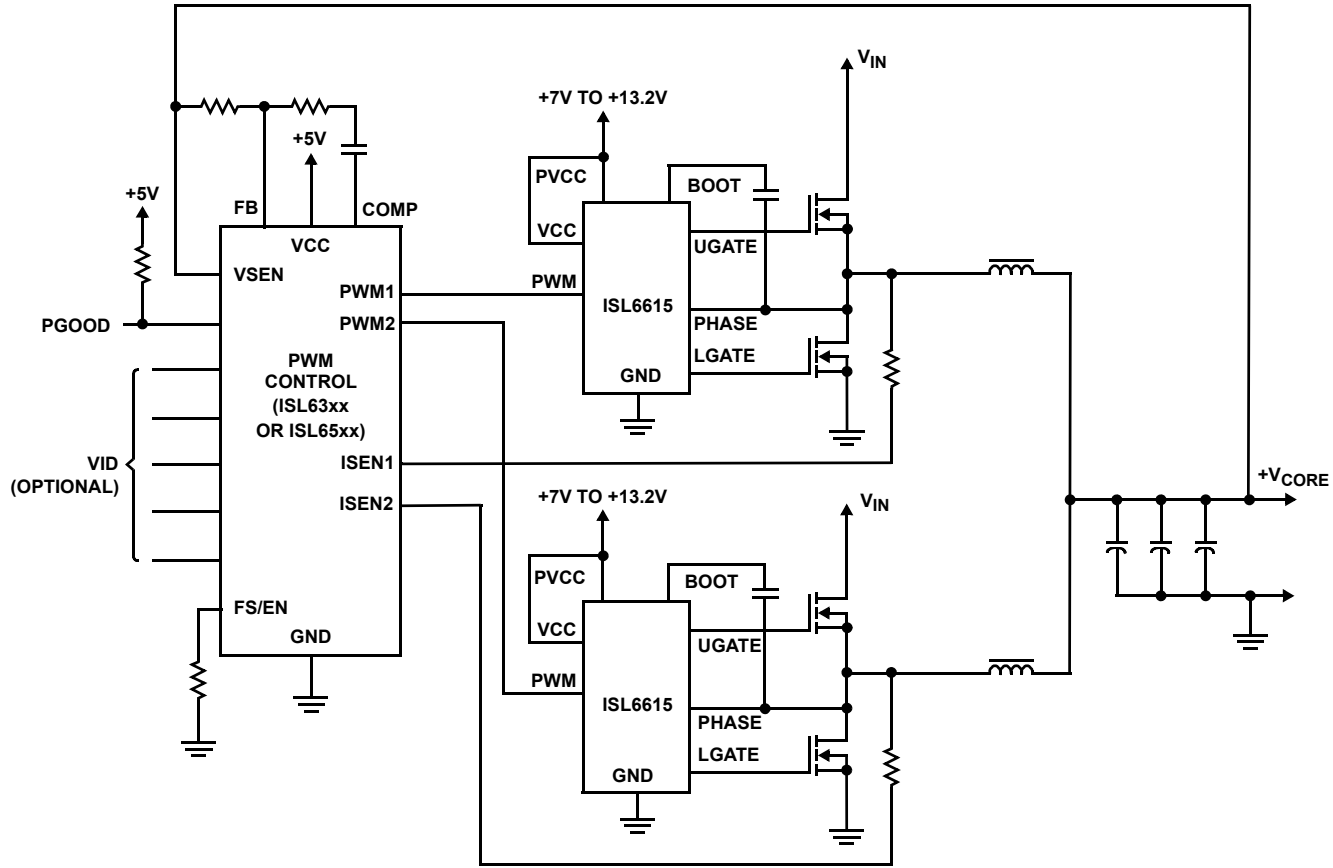 V_IN
+7V TO +13.2V
+5V
+5V
FB
COMP
VCC
VSEN
PWM1
PGOOD
PWM2
PWM
CONTROL
(ISL63xx
OR ISL65xx)
VID
(OPTIONAL)
ISEN1
ISEN2
FS/EN
GND
PVCC
BOOT
VCC
UGATE
PWM
ISL6615
PHASE
LGATE
GND
+7V TO +13.2V
V_IN
PVCC
BOOT
VCC
UGATE
PWM
ISL6615
PHASE
LGATE
GND
+V_CORE